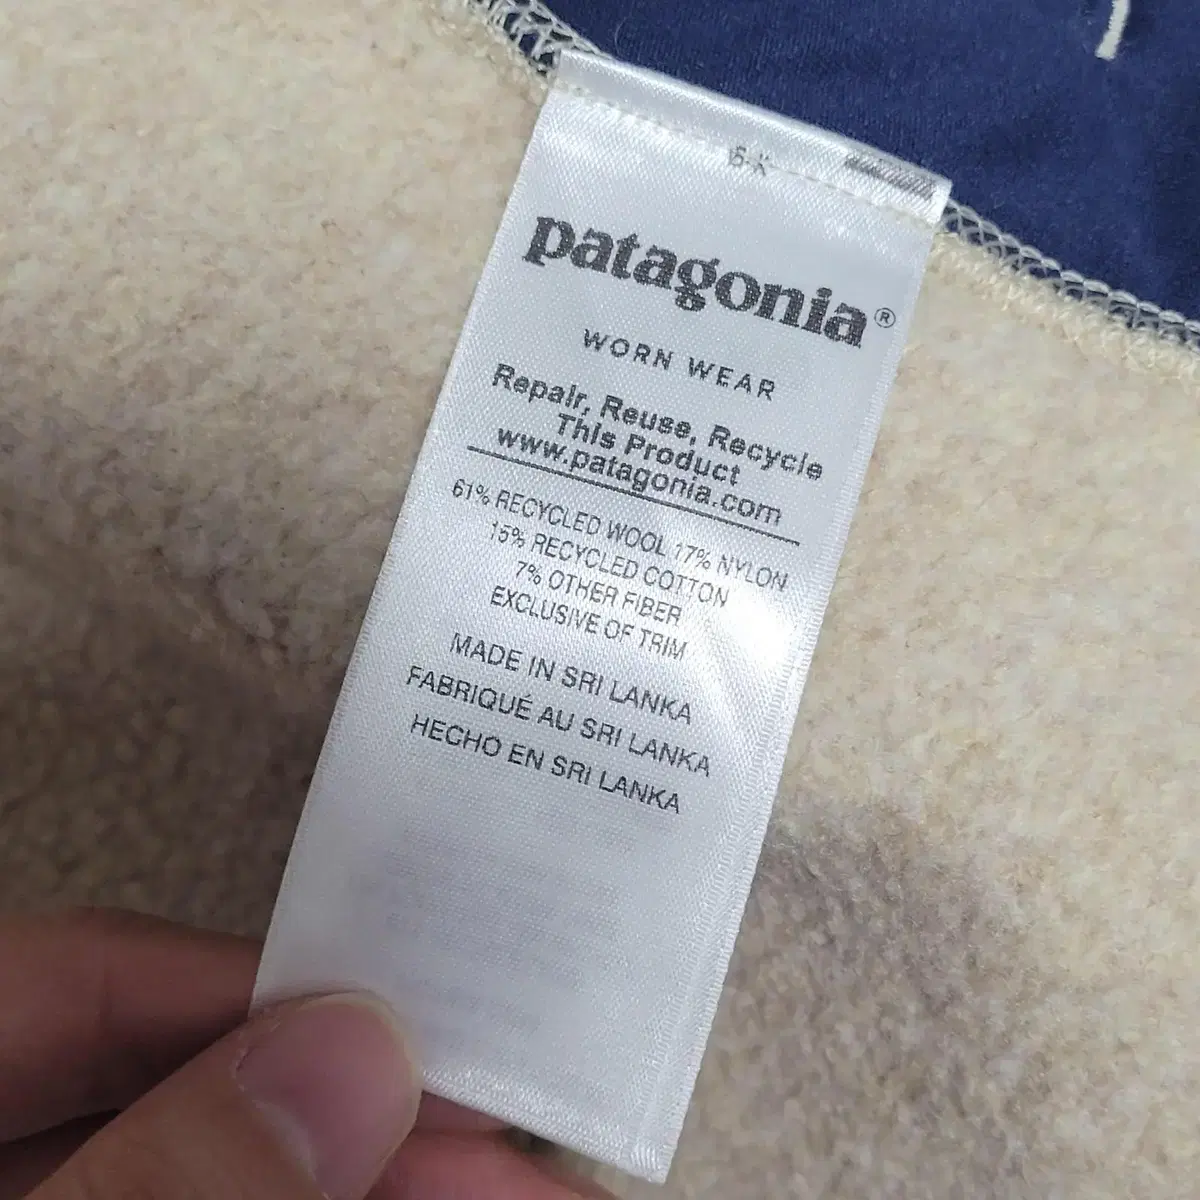 patagonia®
WORN WEAR
Repair, Reuse, Recycle
This Product
www.patagonia.com
61% RECYCLED WOOL 17% NYLON
15% RECYCLED COTTON
7% OTHER FIBER
EXCLUSIVE OF TRIM
MADE IN SRI LANKA
FABRIQUÉ AU SRI LANKA
HECHO EN SRI LANKA